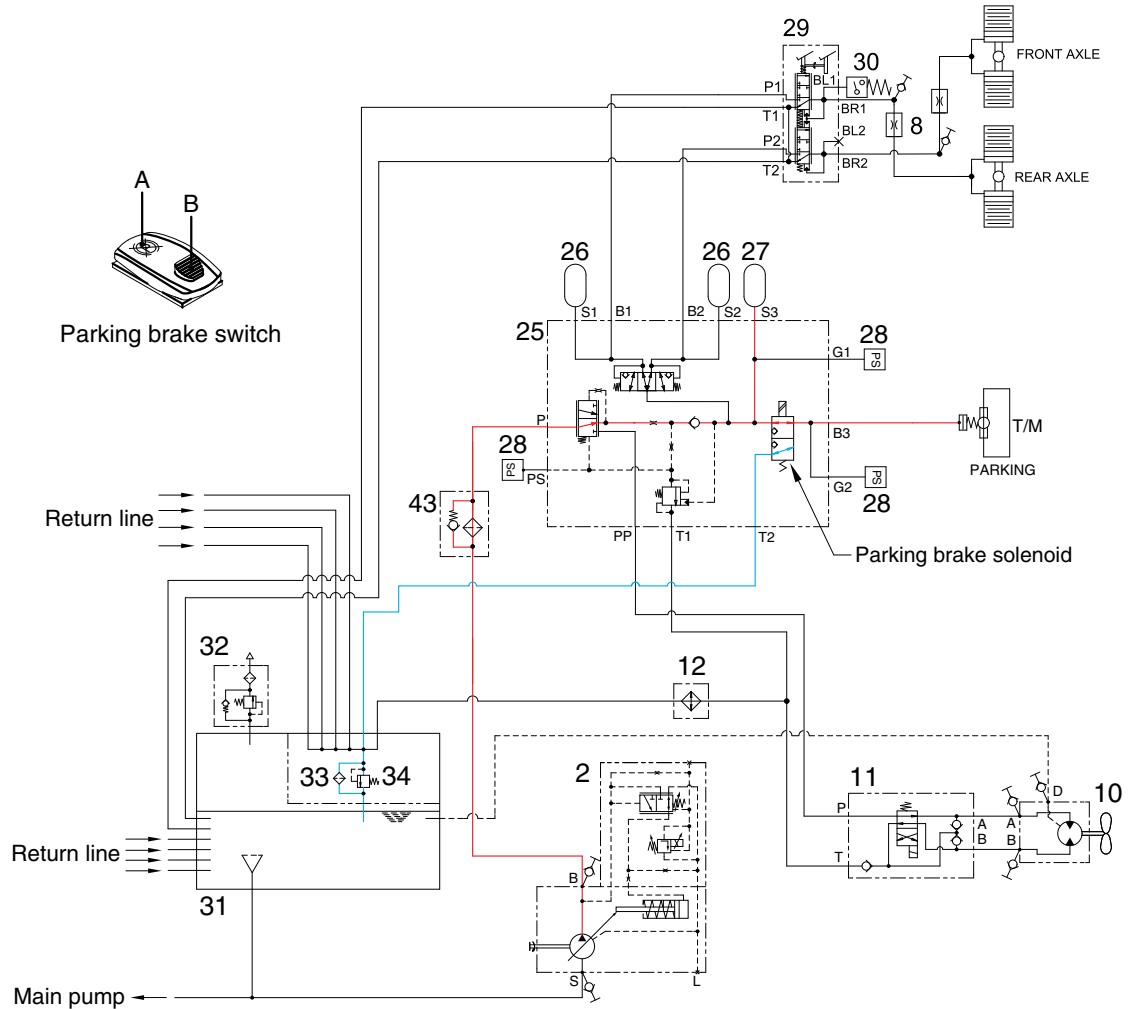 29
30
FRONT AXLE
P1
BL1
T1
BR1
8
P2
BL2
T2
BR2
REAR AXLE
A
B
Parking brake switch
26
26
27
S1
B1
B2
S2
S3
25
28
G1
PS
P
B3
T/M
PARKING
28
PS
PS
G2
PS
28
43
Return line
PP
T1
T2
Parking brake solenoid
32
12
33
34
2
11
D
10
P
A
A
B
B
T
Return line
B
31
S
L
Main pump